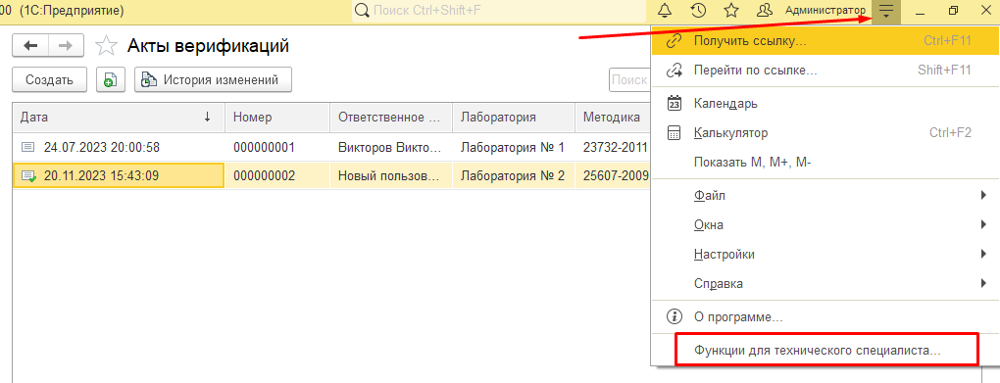 00 (1С:Предприятие)
Поиск Ctrl+Shift+F
Администратор
Акты верификаций
Создать
История изменений
Поис
Дата ↓ Номер Ответственное ... Лаборатория Методика
24.07.2023 20:00:58 000000001 Викторов Викто... Лаборатория № 1 23732-2011
20.11.2023 15:43:09 000000002 Новый пользов... Лаборатория № 2 25607-2009
Получить ссылку... Ctrl+F11
Перейти по ссылке... Shift+F11
23 Календарь
Калькулятор Ctrl+F2
Показать M, M+, M-
Файл
Окна
Настройки
Справка
О программе...
Функции для технического специалиста...